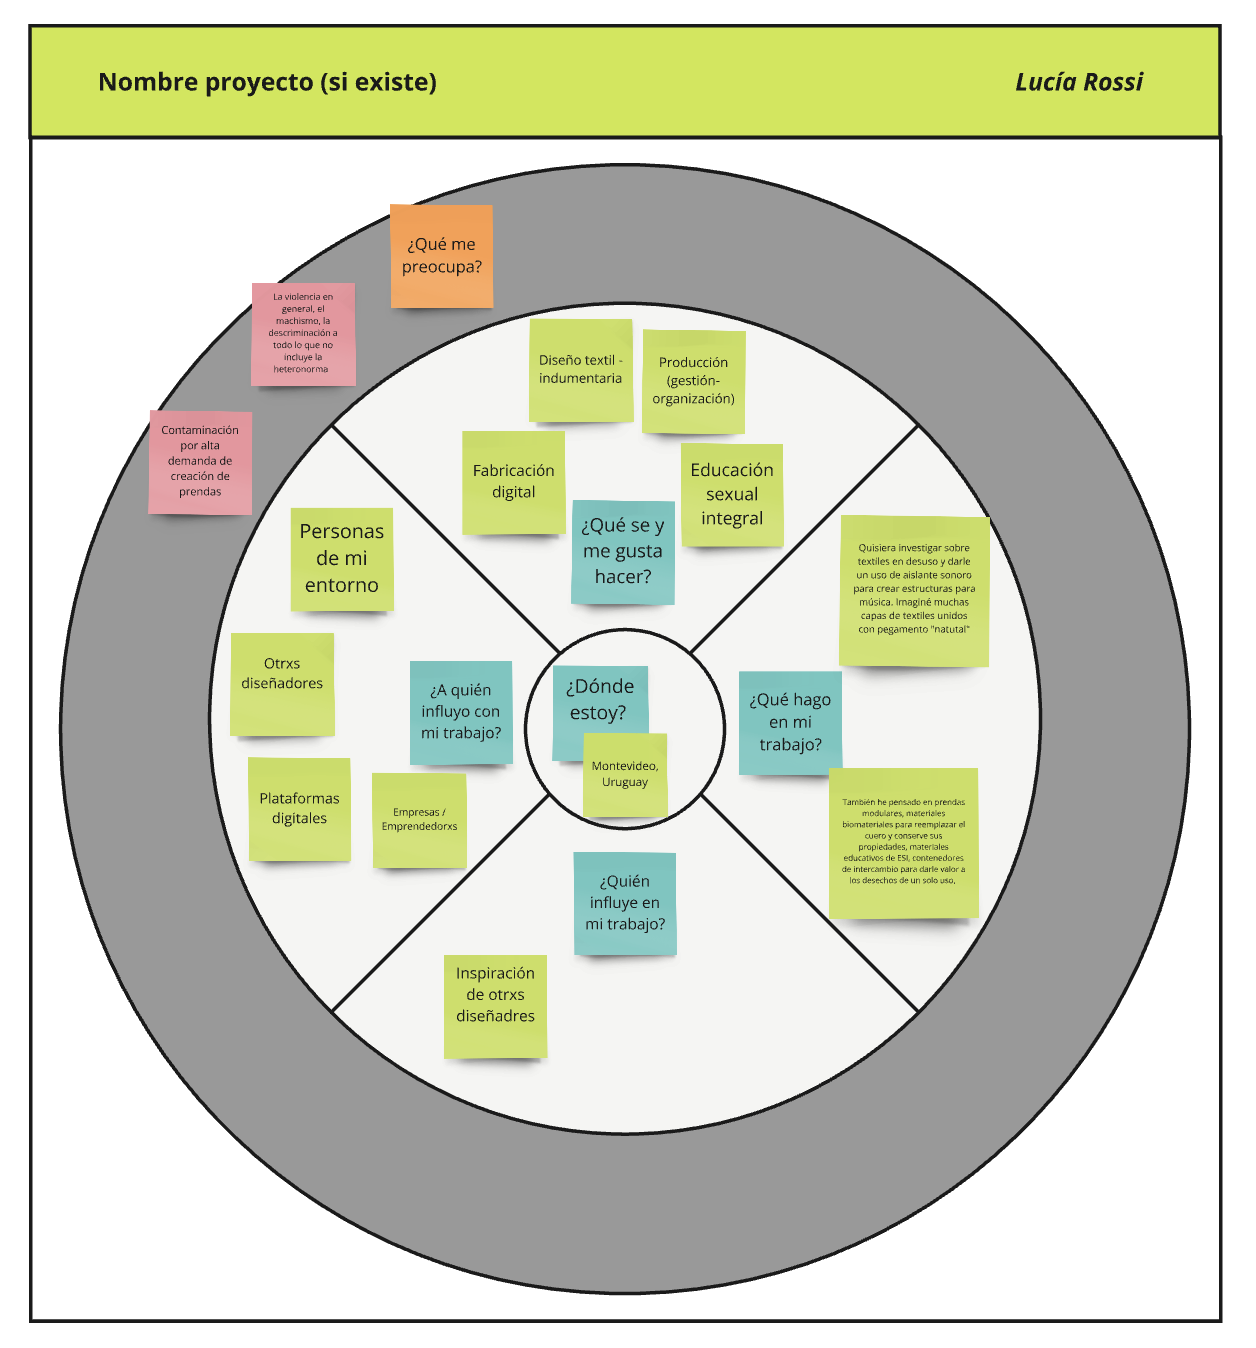 Nombre proyecto (si existe)
Lucía Rossi
¿Qué me
preocupa?
La violencia en
general, el
machismo, la
descriminación a
todo lo que no
incluye la
heteronorma
Contaminación
por alta
demanda de
creación de
prendas
Diseño textil -
indumentaria
Producción
(gestión-
organización)
Fabricación
digital
Educación
sexual
integral
¿Qué se y
me gusta
hacer?
Personas
de mi
entorno
Otrxs
diseñadores
¿A quién
influyo con
mi trabajo?
Plataformas
digitales
Empresas /
Emprendedorxs
¿Dónde
estoy?
Montevideo,
Uruguay
Quisiera investigar sobre
textiles en desuso y darle
un uso de aislante sonoro
para crear estructuras para
música. Imaginé muchas
capas de textiles unidos
con pegamento "natutal"
¿Qué hago
en mi
trabajo?
También he pensado en prendas
modulares, materiales
biomateriales para reemplazar el
cuero y conserve sus
propiedades, materiales
educativos de ESI, contenedores
de intercambio para darle valor a
los desechos de un solo uso,
¿Quién
influye en
mi trabajo?
Inspiración
de otrxs
diseñadres